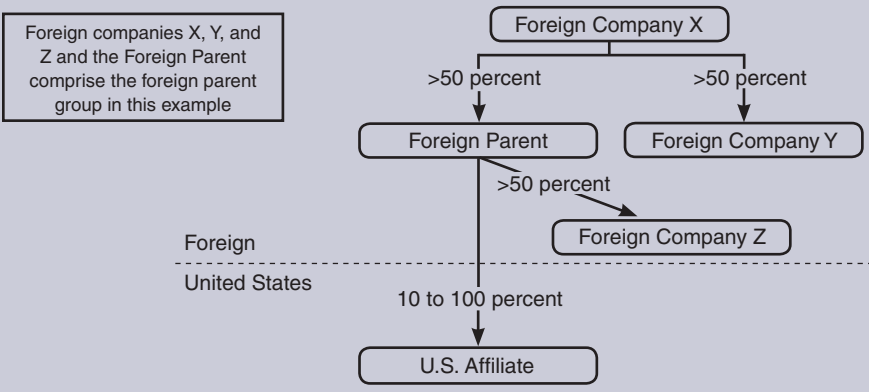 Foreign companies X, Y, and
Z and the Foreign Parent
comprise the foreign parent
group in this example
Foreign Company X
>50 percent
>50 percent
Foreign Parent
Foreign Company Y
>50 percent
Foreign Company Z
Foreign
United States
10 to 100 percent
U.S. Affiliate